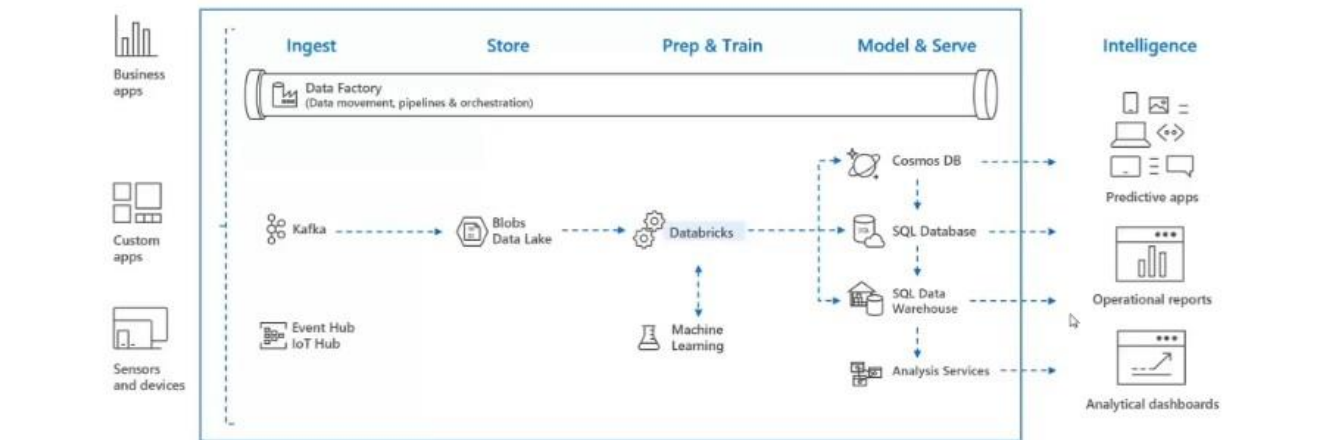 Ingest
Store
Prep & Train
Model & Serve
Intelligence
Business
apps
Data Factory
(Data movement, pipelines & orchestration)
Cosmos DB
Predictive apps
Custom
apps
Kafka
Blobs
Data Lake
Databricks
SQL Database
SQL Data
Warehouse
Operational reports
Event Hub
IoT Hub
Machine
Learning
Sensors
and devices
Analysis Services
Analytical dashboards